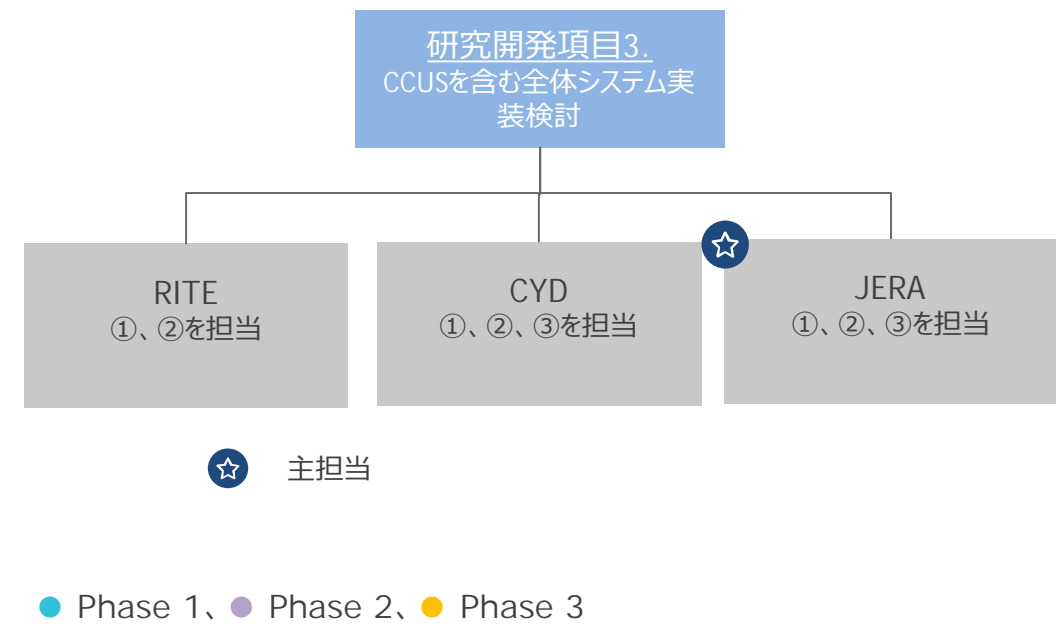 研究開発項目3.
CCUSを含む全体システム実
装検討
RITE
①、②を担当
CYD
①、②、③を担当
JERA
①、②、③を担当
主担当
Phase 1、 Phase 2、 Phase 3